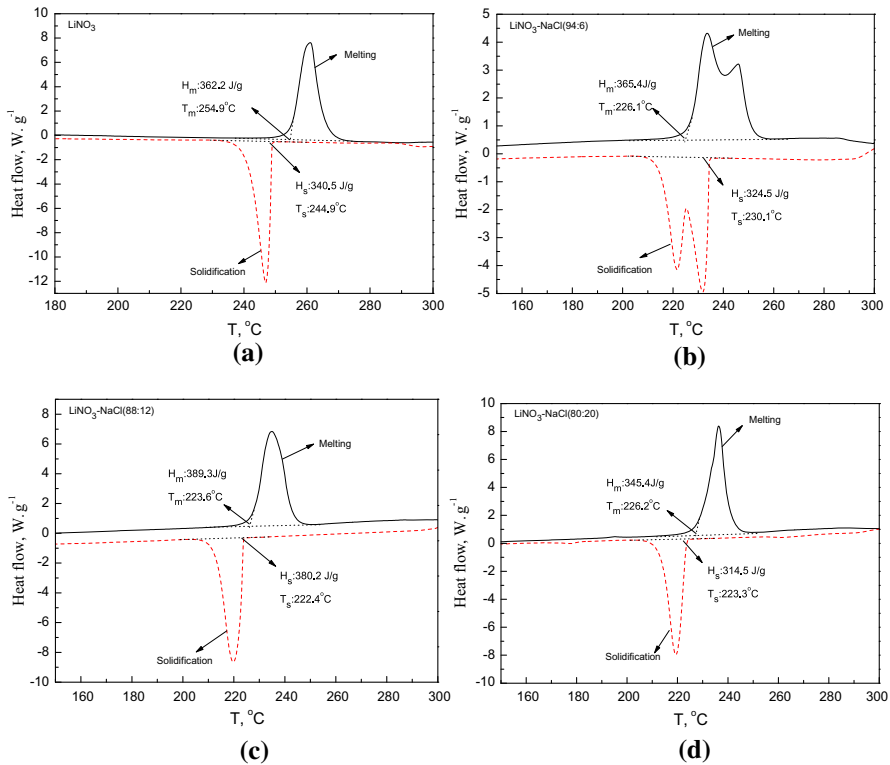 LiNO3
Melting
Hm:362.2 J/g
Tm:254.9°C
Hs:340.5 J/g
Ts:244.9°C
Solidification
Heat flow, W. g-1
8
6
4
2
0
-2
-4
-6
-8
-10
-12
180
200
220
240
260
280
300
T, °C
(a)
LiNO3-NaCl(94:6)
Melting
Hm:365.4J/g
Tm:226.1°C
Hs:324.5 J/g
Ts:230.1°C
Solidification
Heat flow, W. g-1
5
4
3
2
1
0
-1
-2
-3
-4
-5
160
180
200
220
240
260
280
300
T, °C
(b)
LiNO3-NaCl(88:12)
Melting
Hm:389.3J/g
Tm:223.6°C
Hs:380.2 J/g
Ts:222.4°C
Solidification
Heat flow, W. g-1
8
6
4
2
0
-2
-4
-6
-8
-10
160
180
200
220
240
260
280
300
T, °C
(c)
LiNO3-NaCl(80:20)
Melting
Hm:345.4J/g
Tm:226.2°C
Hs:314.5 J/g
Ts:223.3°C
Solidification
Heat flow, W. g-1
10
8
6
4
2
0
-2
-4
-6
-8
-10
160
180
200
220
240
260
280
300
T, °C
(d)